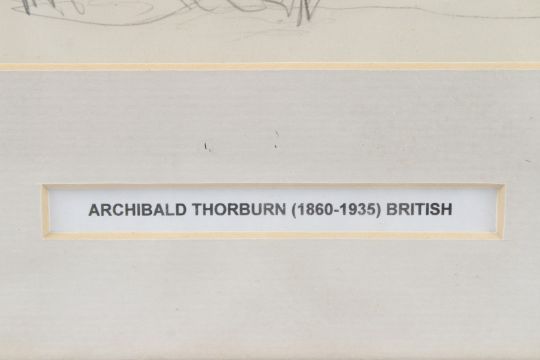 ARCHIBALD THORBURN (1860-1935) BRITISH